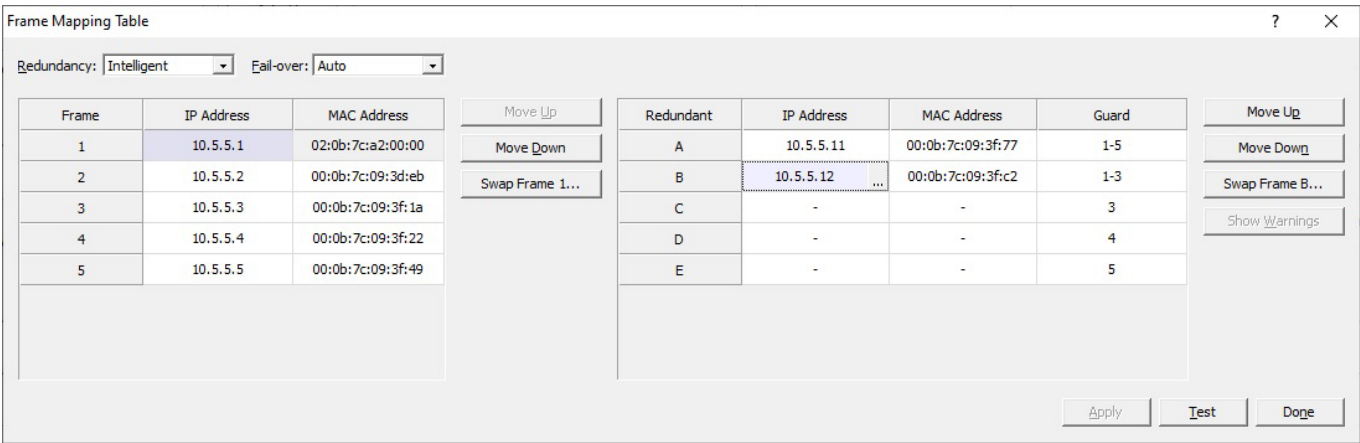 Frame Mapping Table ?
Redundancy: Intelligent Fail-over: Auto
Frame IP Address MAC Address
1 10.5.5.1 02:0b:7c:a2:00:00
2 10.5.5.2 00:0b:7c:09:3d:eb
3 10.5.5.3 00:0b:7c:09:3f:1a
4 10.5.5.4 00:0b:7c:09:3f:22
5 10.5.5.5 00:0b:7c:09:3f:49
Move Up
Move Down
Swap Frame 1...
Redundant IP Address MAC Address Guard
A 10.5.5.11 00:0b:7c:09:3f:77 1-5
B 10.5.5.12 ... 00:0b:7c:09:3f:c2 1-3
C - - 3
D - - 4
E - - 5
Move Up
Move Down
Swap Frame B...
Show Warnings
Apply Test Done